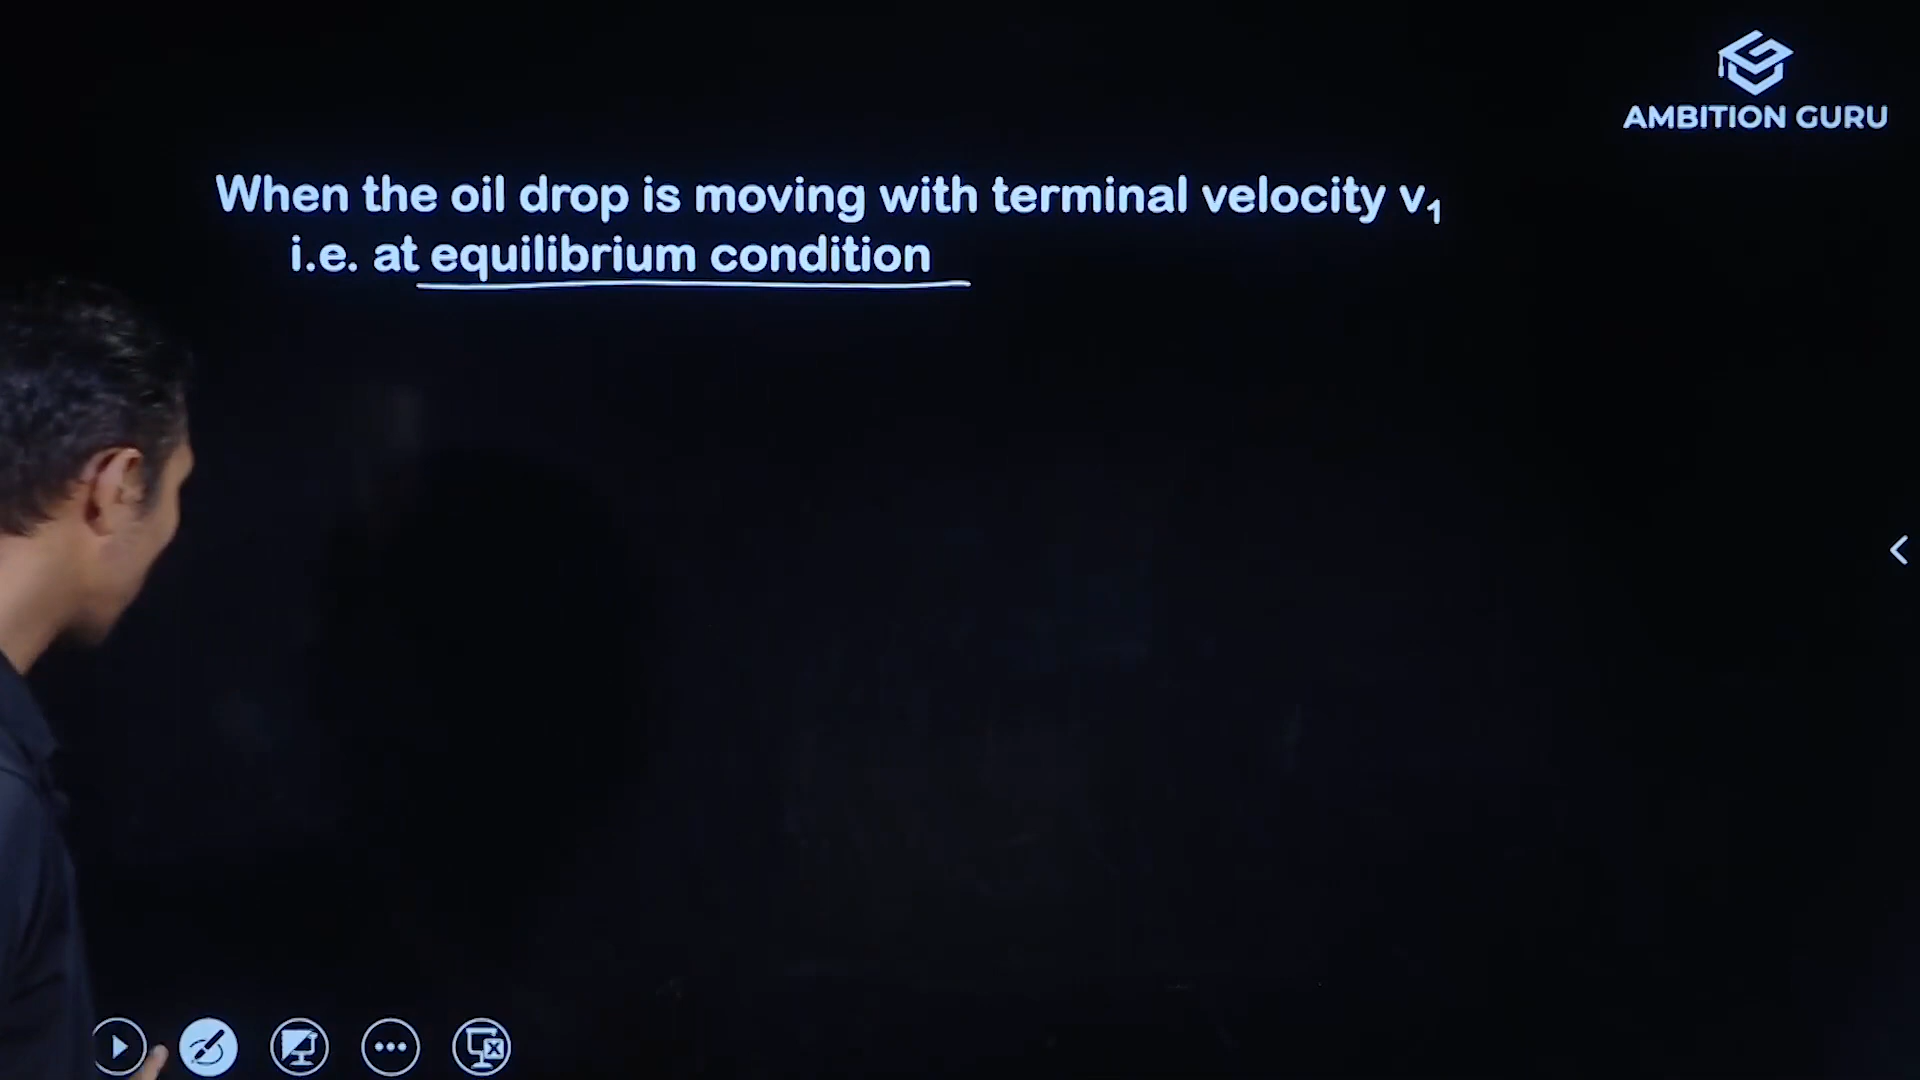 AMBITION GURU
When the oil drop is moving with terminal velocity v₁
i.e. at equilibrium condition